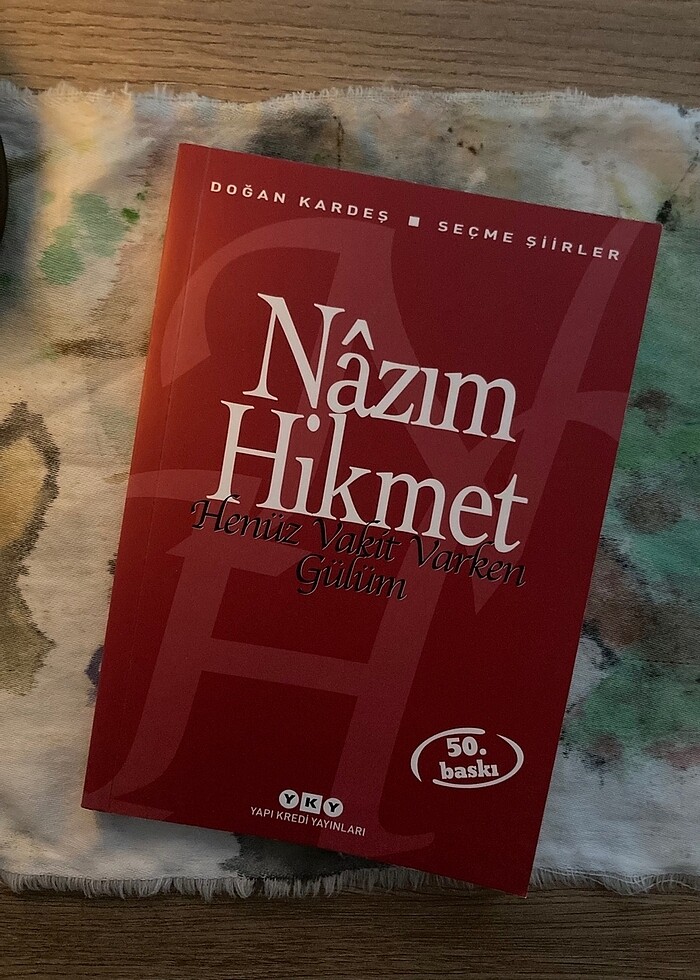 DOĞAN KARDEŞ ■ SEÇME ŞİİRLER
Nâzım
Hikmet
Henüz Vakit Varken
Gülüm
50.
baskı
YKY
YAPI KREDİ YAYINLARI